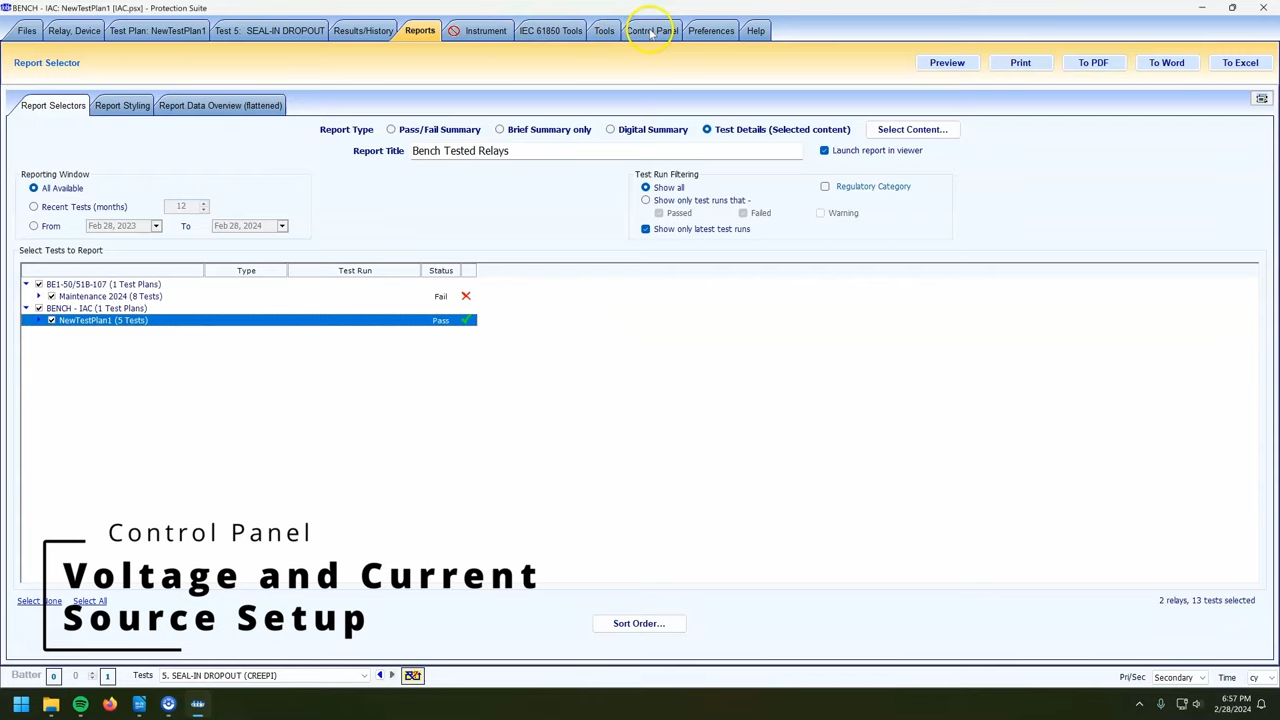 BENCH - IAC: NewTestPlan1 [IAC.psx] - Protection Suite
Files Relay, Device Test Plan: NewTestPlan1 Test 5: SEAL-IN DROPOUT Results/History Reports Instrument IEC 61850 Tools Tools Control Panel Preferences Help
Report Selector Preview Print To PDF To Word To Excel
Report Selectors Report Styling Report Data Overview (flattened)
Report Type Pass/Fail Summary Brief Summary only Digital Summary Test Details (Selected content) Select Content...
Report Title Bench Tested Relays Launch report in viewer
Reporting Window Test Run Filtering
All Available Show all Regulatory Category
Recent Tests (months) 12 Show only test runs that -
Passed Failed Warning
From Feb 28, 2023 To Feb 28, 2024
Show only latest test runs
Select Tests to Report
Type Test Run Status
BE1-50/51B-107 (1 Test Plans)
Maintenance 2024 (8 Tests) Fail
BENCH - IAC (1 Test Plans)
NewTestPlan1 (5 Tests) Pass
Control Panel
Voltage and Current
Source Setup
Select None Select All 2 relays, 13 tests selected
Sort Order...
Batter 0 0 1 Tests 5. SEAL-IN DROPOUT (CREEPI) Pri/Sec Secondary Time cy
6:57 PM
2/28/2024